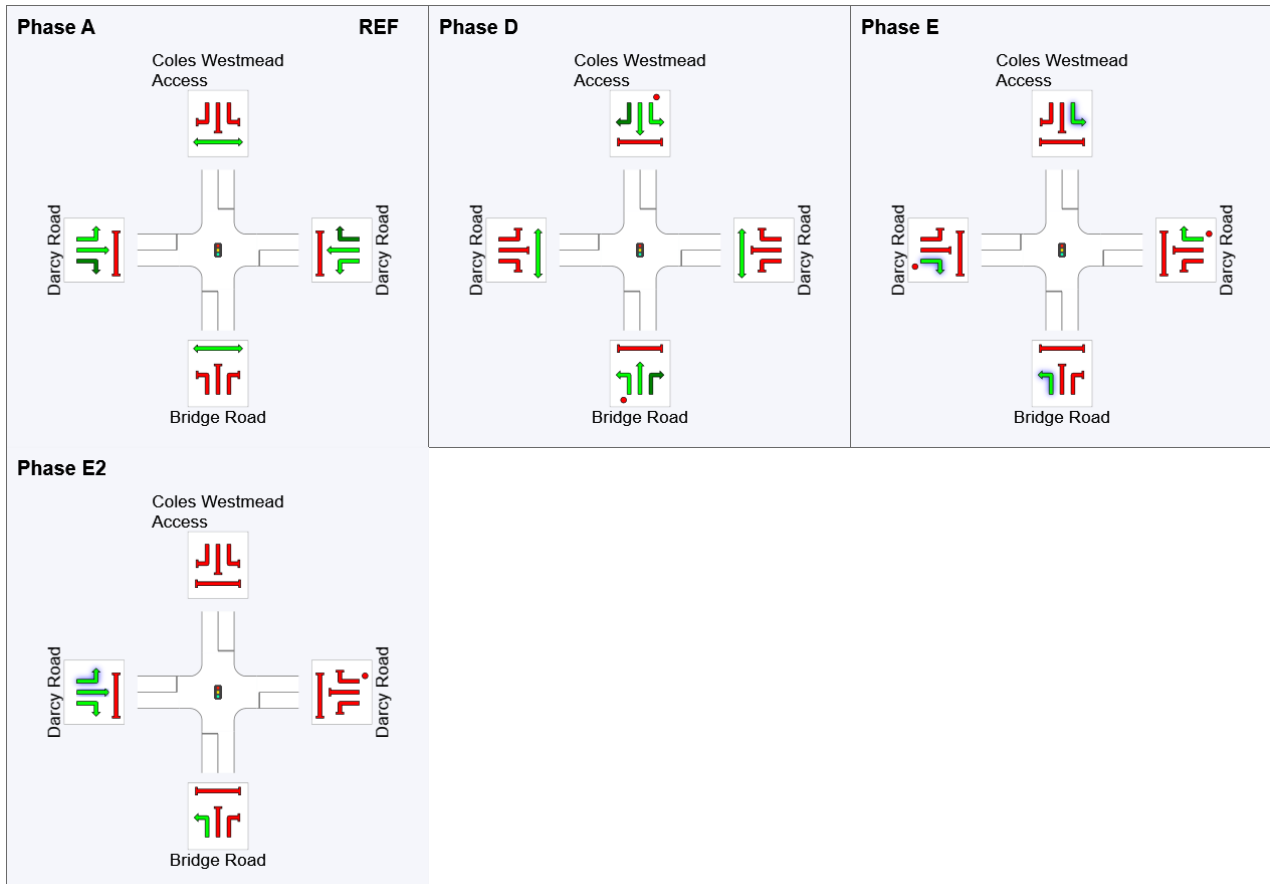 Phase A REF
Coles Westmead
Access
Darcy Road
Darcy Road
Bridge Road
Phase D
Coles Westmead
Access
Darcy Road
Darcy Road
Bridge Road
Phase E
Coles Westmead
Access
Darcy Road
Darcy Road
Bridge Road
Phase E2
Coles Westmead
Access
Darcy Road
Darcy Road
Bridge Road